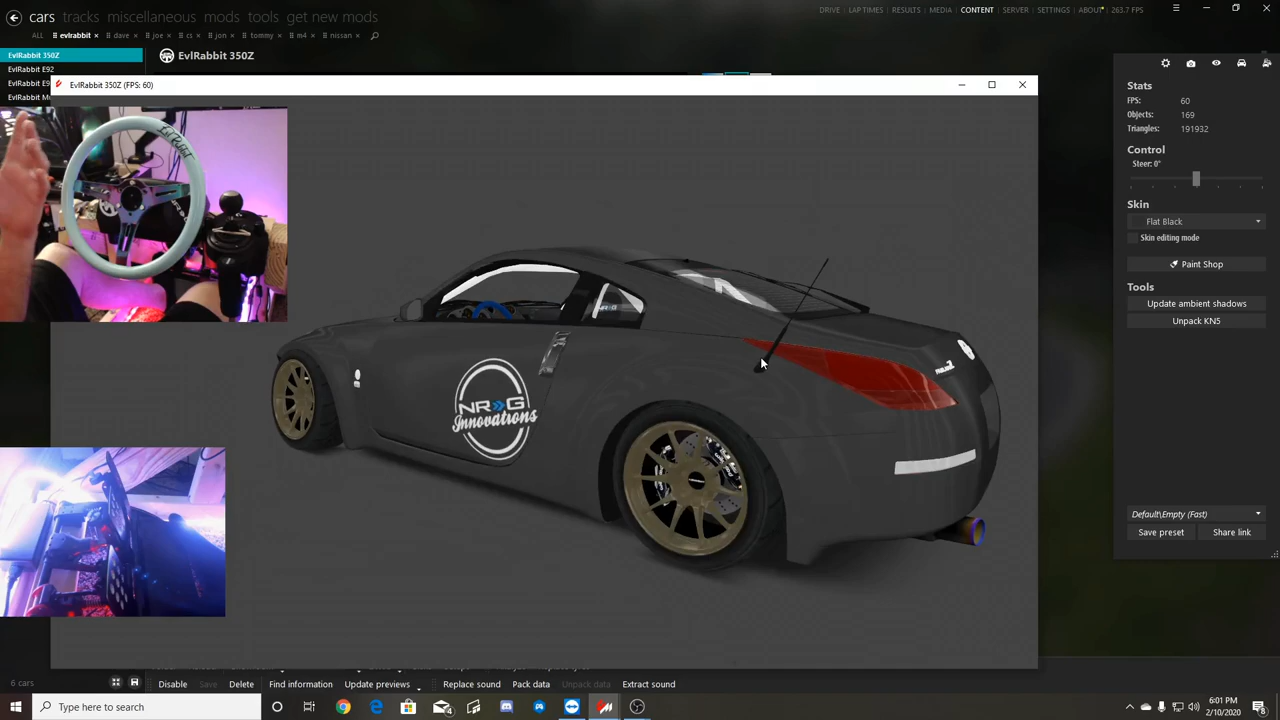 cars tracks miscellaneous mods tools get new mods
DRIVE LAP TIMES RESULTS MEDIA CONTENT SERVER SETTINGS ABOUT 263.7 FPS
ALL evlrabbit × dave × joe × cs × jon × tommy × m4 × nissan ×
EvlRabbit 350Z
EvlRabbit 350Z
EvlRabbit E92
EvlRabbit 350Z (FPS: 60)
Stats
FPS: 60
Objects: 169
Triangles: 191932
Control
Steer: 0°
Skin
Flat Black
Skin editing mode
Paint Shop
Tools
Update ambient shadows
Unpack KN5
NRG
Innovations
Default\Empty (Fast)
Save preset Share link
6 cars
Disable Save Delete Find information Update previews Replace sound Pack data Unpack data Extract sound
Type here to search
6:01 PM
2/10/2020